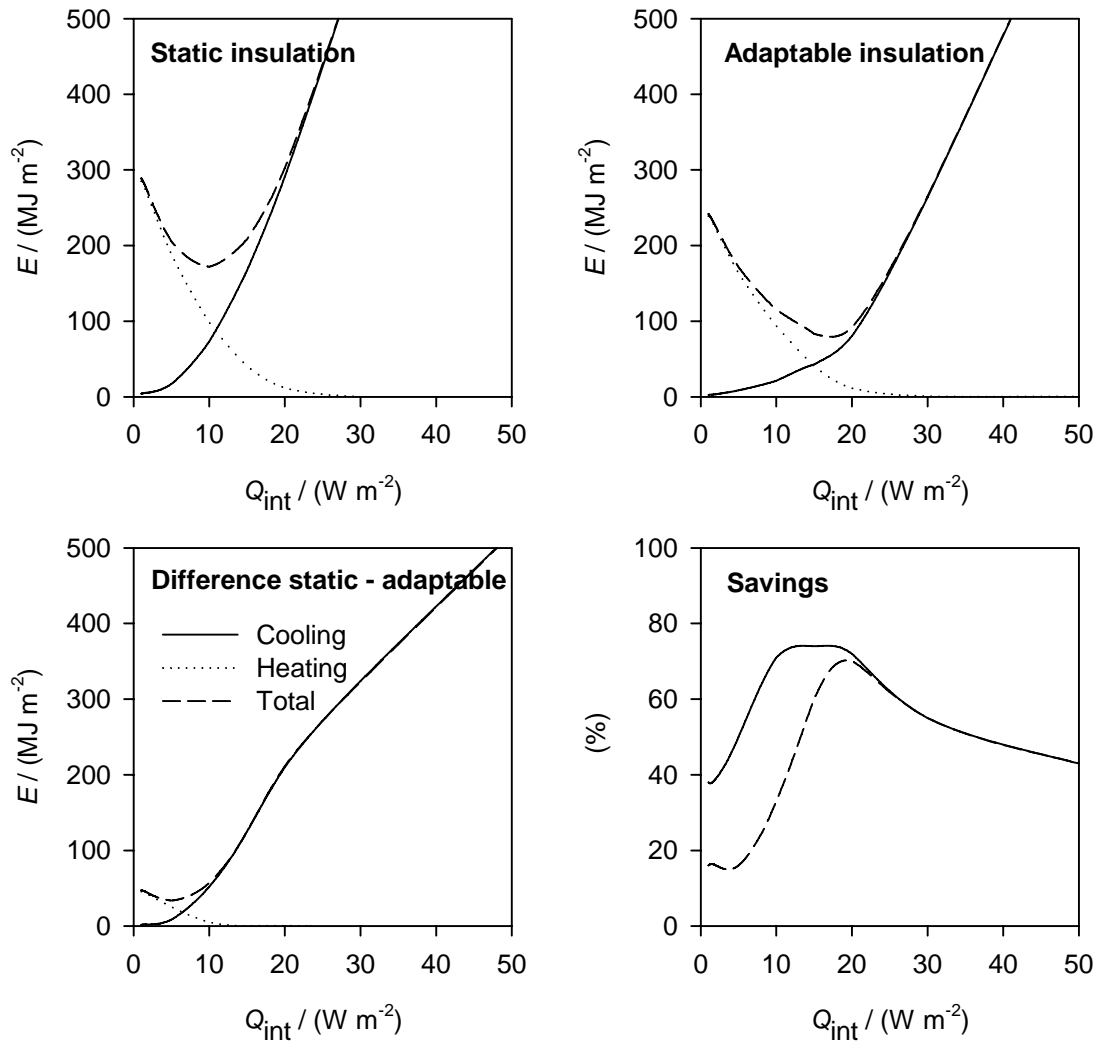 Static insulation
500
400
300
200
100
0
E / (MJ m-2)
0 10 20 30 40 50
Qint / (W m-2)
Adaptable insulation
500
400
300
200
100
0
E / (MJ m-2)
0 10 20 30 40 50
Qint / (W m-2)
Difference static - adaptable
Cooling
Heating
Total
500
400
300
200
100
0
E / (MJ m-2)
0 10 20 30 40 50
Qint / (W m-2)
Savings
100
80
60
40
20
0
(%)
0 10 20 30 40 50
Qint / (W m-2)